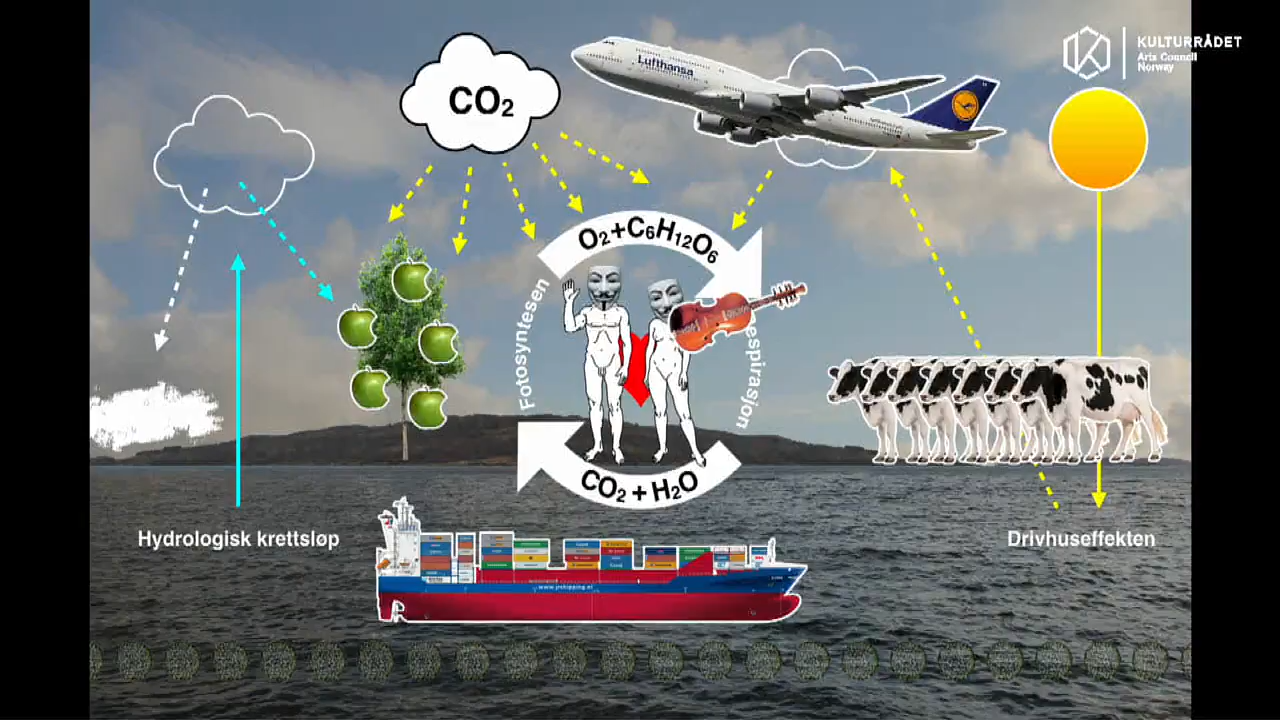 KULTURRÅDET
Arts Council
Norway
Lufthansa
CO₂
O₂+C₆H₁₂O₆
Fotosyntesen
espirasjon
CO₂ + H₂O
Hydrologisk krettsløp
Drivhuseffekten